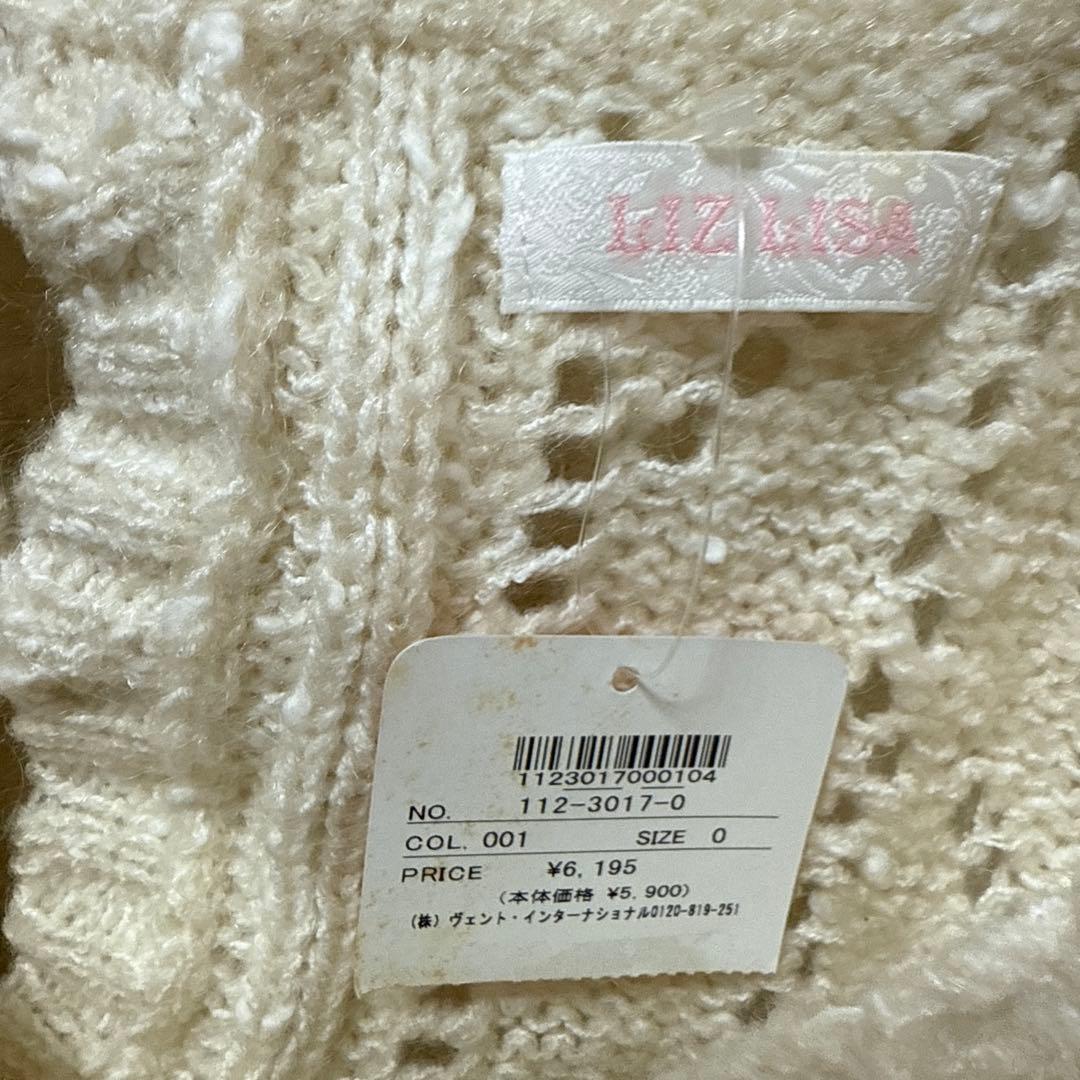 LIZ LISA
1123017000104
NO. 112-3017-0
COL. 001 SIZE 0
PRICE ¥6,195
(本体価格 ¥5,900)
(株) ヴェント・インターナショナル0120-819-251